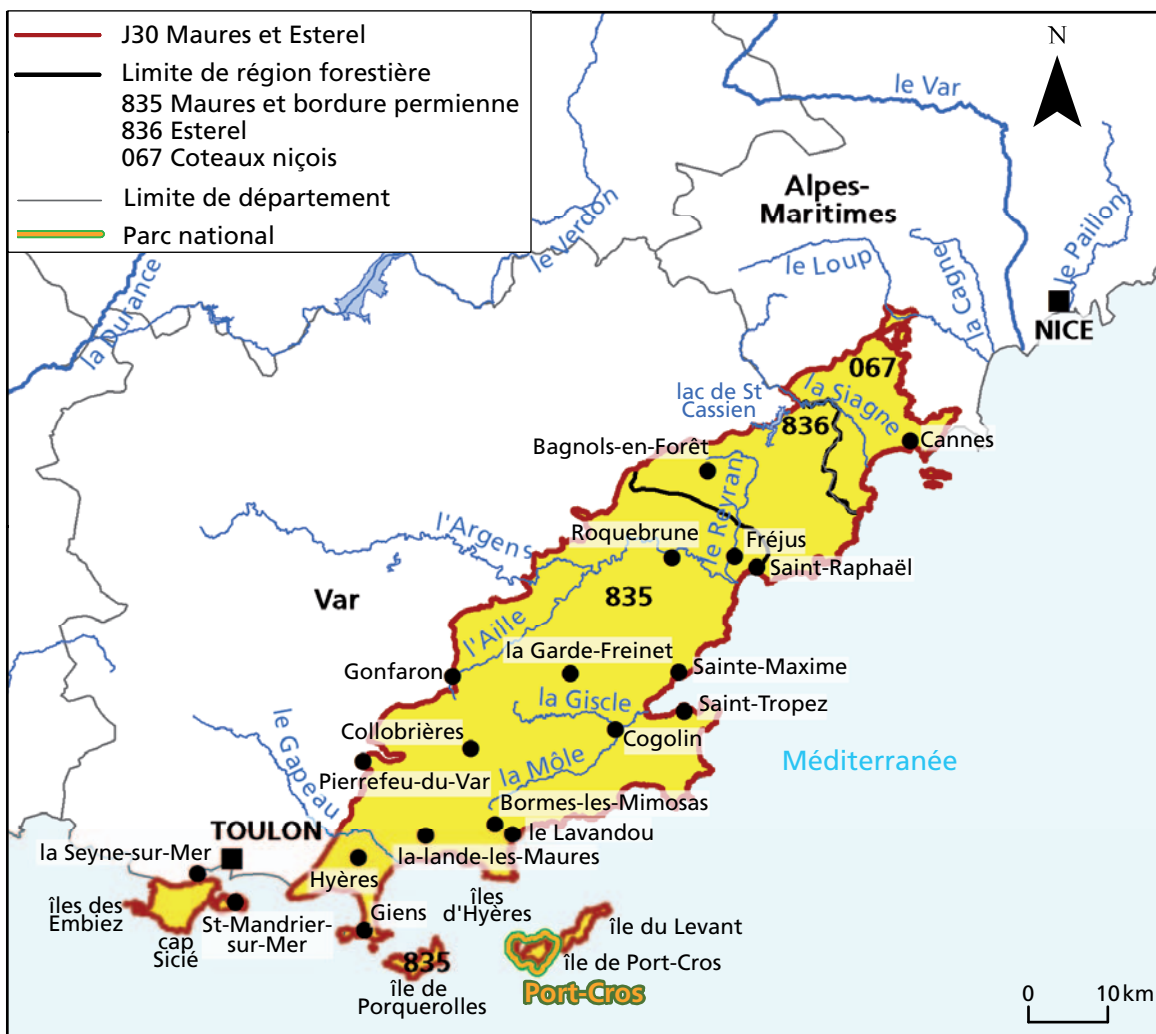 J30 Maures et Esterel
Limite de région forestière
835 Maures et bordure permienne
836 Esterel
067 Coteaux niçois
Limite de département
Parc national
N
le Var
Alpes-
Maritimes
le Paillon
le Verdon
la Durance
le Loup
la Cagne
NICE
067
lac de St
Cassien
la Siagne
836
Cannes
Bagnols-en-Forêt
le Reyran
l'Argens
Roquebrune
Fréjus
Saint-Raphaël
Var
835
l'Aille
la Garde-Freinet
Gonfaron
Sainte-Maxime
la Giscle
Saint-Tropez
le Gapeau
Collobrières
Cogolin
Pierrefeu-du-Var
la Môle
Méditerranée
Bormes-les-Mimosas
TOULON
le Lavandou
la Seyne-sur-Mer
la-lande-les-Maures
Hyères
îles des
Embiez
St-Mandrier-
sur-Mer
Giens
îles
d'Hyères
cap
Sicié
île du Levant
835
île de Port-Cros
île de
Porquerolles
Port-Cros
0 10 km